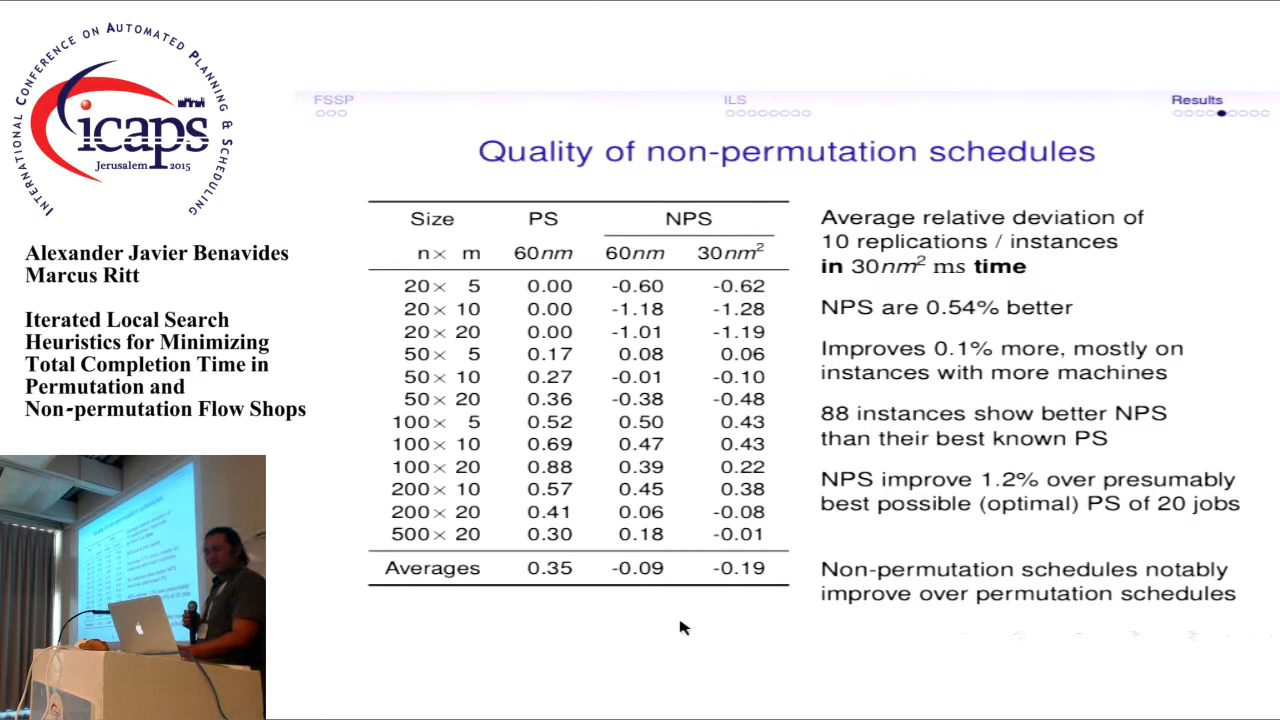 INTERNATIONAL CONFERENCE ON AUTOMATED PLANNING & SCHEDULING
icaps
Jerusalem 2015
Alexander Javier Benavides
Marcus Ritt
Iterated Local Search
Heuristics for Minimizing
Total Completion Time in
Permutation and
Non-permutation Flow Shops
FSSP ILS Results
Quality of non-permutation schedules
Size PS NPS
n× m 60nm 60nm 30nm²
20× 5 0.00 -0.60 -0.62
20× 10 0.00 -1.18 -1.28
20× 20 0.00 -1.01 -1.19
50× 5 0.17 0.08 0.06
50× 10 0.27 -0.01 -0.10
50× 20 0.36 -0.38 -0.48
100× 5 0.52 0.50 0.43
100× 10 0.69 0.47 0.43
100× 20 0.88 0.39 0.22
200× 10 0.57 0.45 0.38
200× 20 0.41 0.06 -0.08
500× 20 0.30 0.18 -0.01
Averages 0.35 -0.09 -0.19
Average relative deviation of
10 replications / instances
in 30nm² ms time
NPS are 0.54% better
Improves 0.1% more, mostly on
instances with more machines
88 instances show better NPS
than their best known PS
NPS improve 1.2% over presumably
best possible (optimal) PS of 20 jobs
Non-permutation schedules notably
improve over permutation schedules